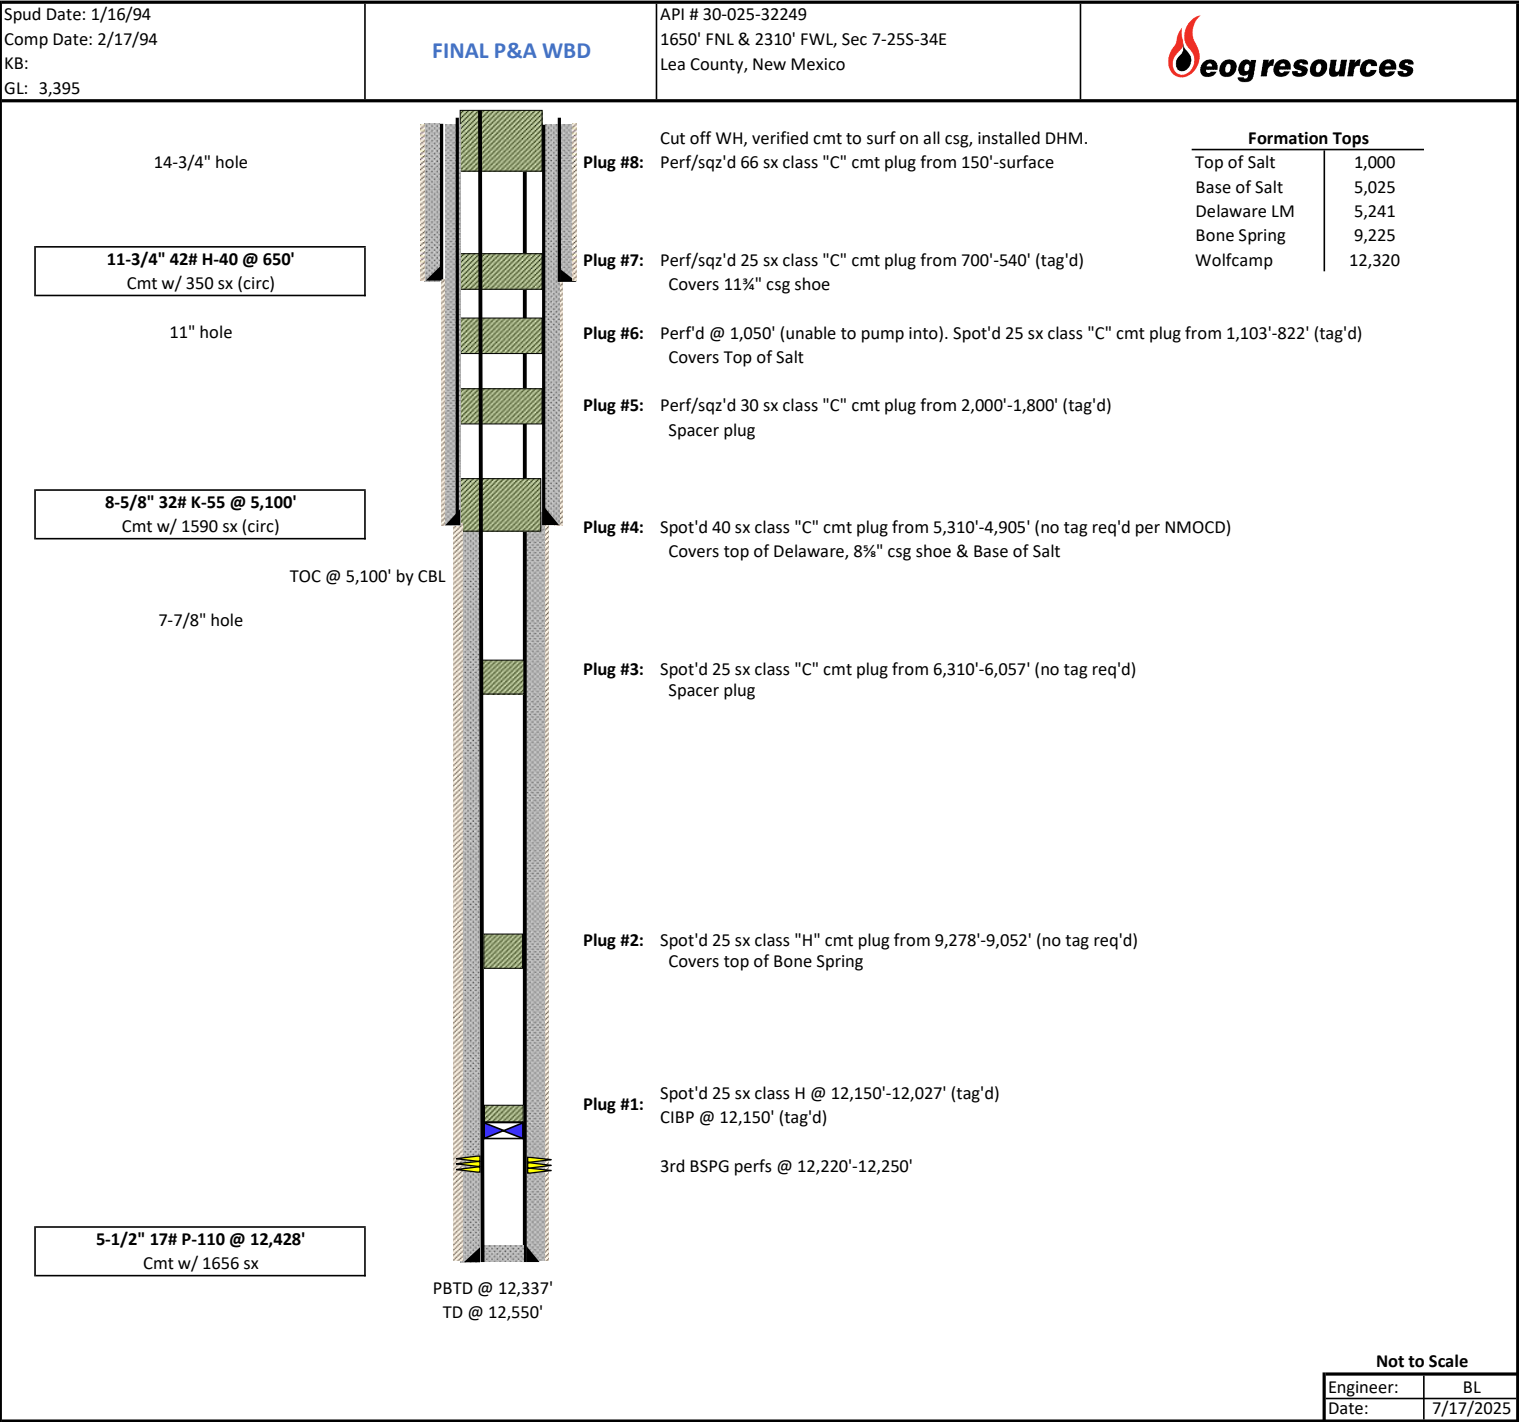 Spud Date: 1/16/94
Comp Date: 2/17/94
KB:
GL: 3,395
FINAL P&A WBD
API # 30-025-32249
1650' FNL & 2310' FWL, Sec 7-25S-34E
Lea County, New Mexico
eog resources
Cut off WH, verified cmt to surf on all csg, installed DHM.
14-3/4" hole
Plug #8: Perf/sqz'd 66 sx class "C" cmt plug from 150'-surface
Formation Tops
Top of Salt 1,000
Base of Salt 5,025
Delaware LM 5,241
Bone Spring 9,225
Wolfcamp 12,320
11-3/4" 42# H-40 @ 650'
Cmt w/ 350 sx (circ)
Plug #7: Perf/sqz'd 25 sx class "C" cmt plug from 700'-540' (tag'd)
Covers 11¾" csg shoe
11" hole
Plug #6: Perf'd @ 1,050' (unable to pump into). Spot'd 25 sx class "C" cmt plug from 1,103'-822' (tag'd)
Covers Top of Salt
Plug #5: Perf/sqz'd 30 sx class "C" cmt plug from 2,000'-1,800' (tag'd)
Spacer plug
8-5/8" 32# K-55 @ 5,100'
Cmt w/ 1590 sx (circ)
Plug #4: Spot'd 40 sx class "C" cmt plug from 5,310'-4,905' (no tag req'd per NMOCD)
Covers top of Delaware, 8⅝" csg shoe & Base of Salt
TOC @ 5,100' by CBL
7-7/8" hole
Plug #3: Spot'd 25 sx class "C" cmt plug from 6,310'-6,057' (no tag req'd)
Spacer plug
Plug #2: Spot'd 25 sx class "H" cmt plug from 9,278'-9,052' (no tag req'd)
Covers top of Bone Spring
Plug #1: Spot'd 25 sx class H @ 12,150'-12,027' (tag'd)
CIBP @ 12,150' (tag'd)
3rd BSPG perfs @ 12,220'-12,250'
5-1/2" 17# P-110 @ 12,428'
Cmt w/ 1656 sx
PBTD @ 12,337'
TD @ 12,550'
Not to Scale
Engineer: BL
Date: 7/17/2025